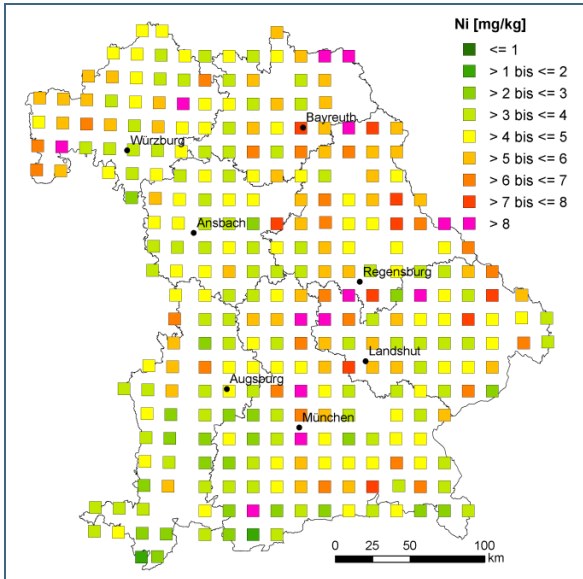 Ni [mg/kg]
<= 1
> 1 bis <= 2
> 2 bis <= 3
> 3 bis <= 4
> 4 bis <= 5
> 5 bis <= 6
> 6 bis <= 7
> 7 bis <= 8
> 8
Bayreuth
Würzburg
Ansbach
Regensburg
Landshut
Augsburg
München
0 25 50 100
km